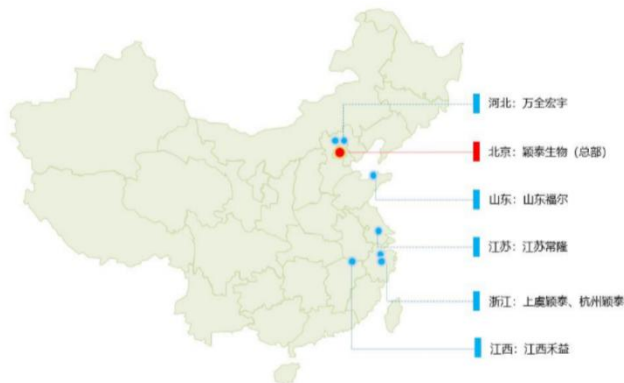 河北：万全宏宇
北京：颖泰生物（总部）
山东：山东福尔
江苏：江苏常隆
浙江：上虞颖泰、杭州颖泰
江西：江西禾益